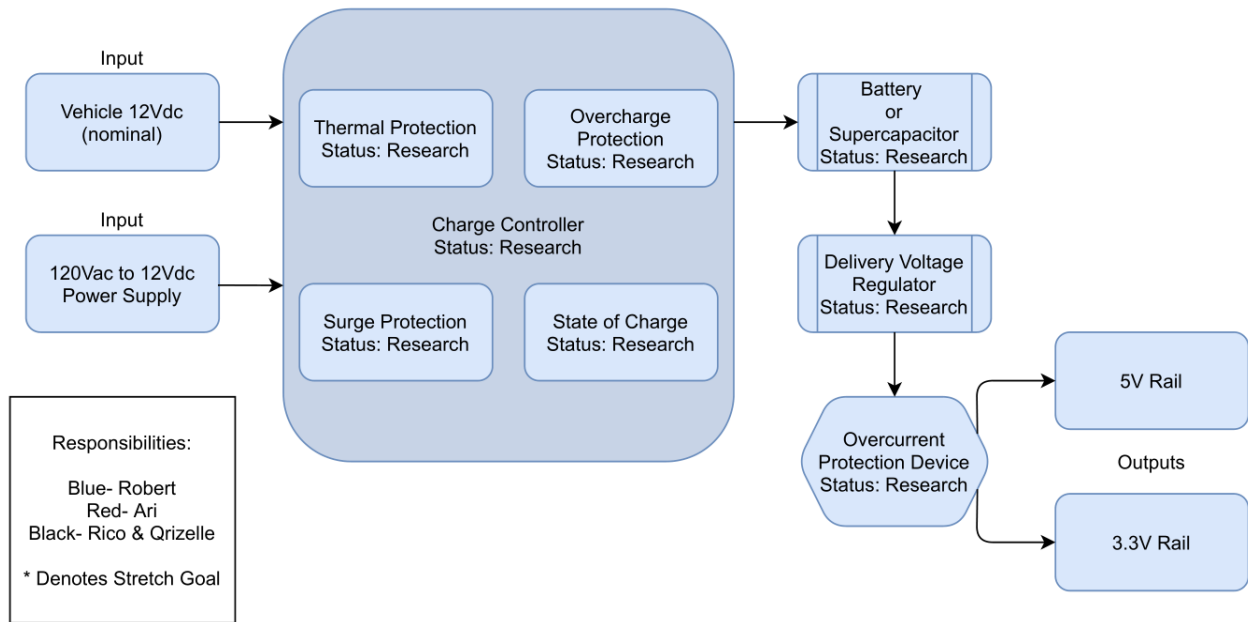 Input
Vehicle 12Vdc
(nominal)
Input
120Vac to 12Vdc
Power Supply
Thermal Protection
Status: Research
Overcharge
Protection
Status: Research
Charge Controller
Status: Research
Surge Protection
Status: Research
State of Charge
Status: Research
Battery
or
Supercapacitor
Status: Research
Delivery Voltage
Regulator
Status: Research
Overcurrent
Protection Device
Status: Research
5V Rail
Outputs
3.3V Rail
Responsibilities:
Blue- Robert
Red- Ari
Black- Rico & Qrizelle
* Denotes Stretch Goal